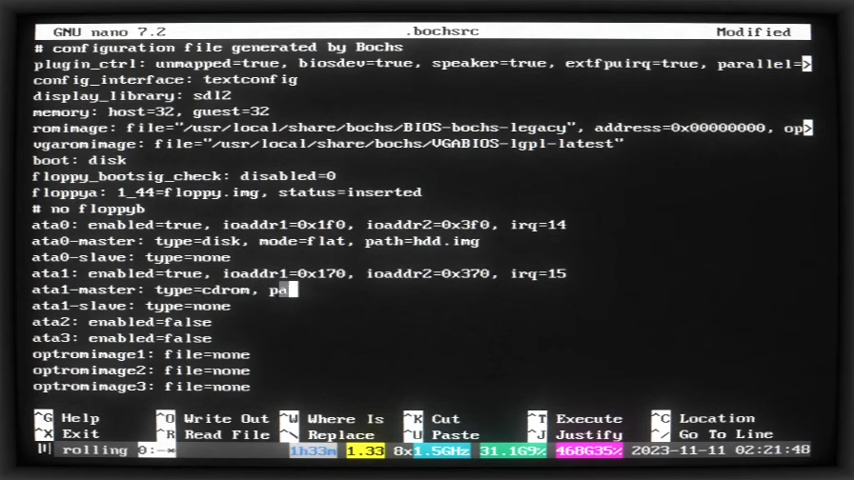 GNU nano 7.2 .bochsrc Modified
# configuration file generated by Bochs
plugin_ctrl: unmapped=true, biosdev=true, speaker=true, extfpuirq=true, parallel=>
config_interface: textconfig
display_library: sdl2
memory: host=32, guest=32
romimage: file="/usr/local/share/bochs/BIOS-bochs-legacy", address=0x00000000, op>
vgaromimage: file="/usr/local/share/bochs/VGABIOS-lgpl-latest"
boot: disk
floppy_bootsig_check: disabled=0
floppya: 1_44=floppy.img, status=inserted
# no floppyb
ata0: enabled=true, ioaddr1=0x1f0, ioaddr2=0x3f0, irq=14
ata0-master: type=disk, mode=flat, path=hdd.img
ata0-slave: type=none
ata1: enabled=true, ioaddr1=0x170, ioaddr2=0x370, irq=15
ata1-master: type=cdrom, pa
ata1-slave: type=none
ata2: enabled=false
ata3: enabled=false
optromimage1: file=none
optromimage2: file=none
optromimage3: file=none
^G Help ^O Write Out ^W Where Is ^K Cut ^T Execute ^C Location
^X Exit ^R Read File ^\ Replace ^U Paste ^J Justify ^/ Go To Line
rolling 0:-* 1h33m 1.33 8x1.5GHz 31.1G9% 468G35% 2023-11-11 02:21:48